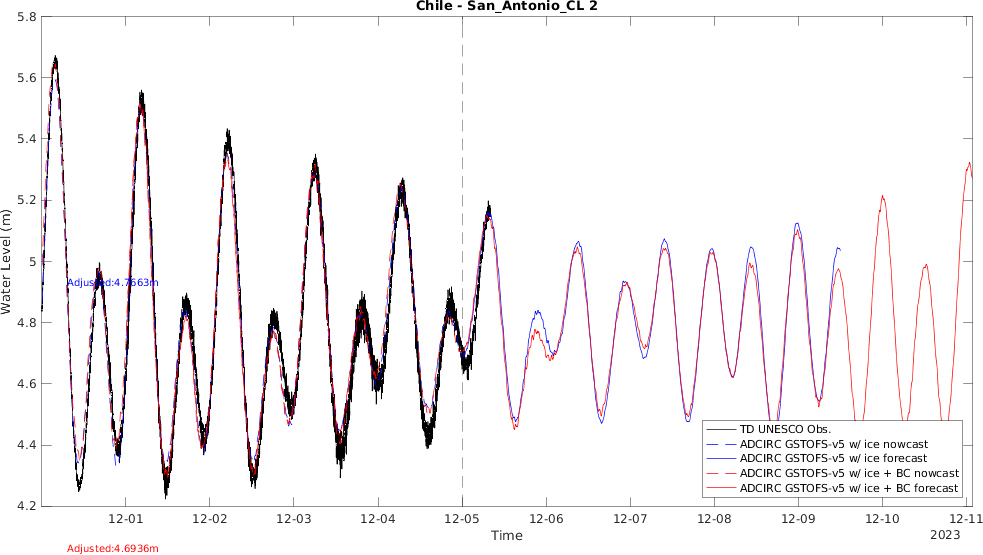 Chile - San_Antonio_CL 2
5.8
5.6
5.4
5.2
5
4.8
4.6
4.4
4.2
Water Level (m)
Adjusted:4.7663m
TD UNESCO Obs.
ADCIRC GSTOFS-v5 w/ ice nowcast
ADCIRC GSTOFS-v5 w/ ice forecast
ADCIRC GSTOFS-v5 w/ ice + BC nowcast
ADCIRC GSTOFS-v5 w/ ice + BC forecast
12-01 12-02 12-03 12-04 12-05 12-06 12-07 12-08 12-09 12-10 12-11
Time
2023
Adjusted:4.6936m